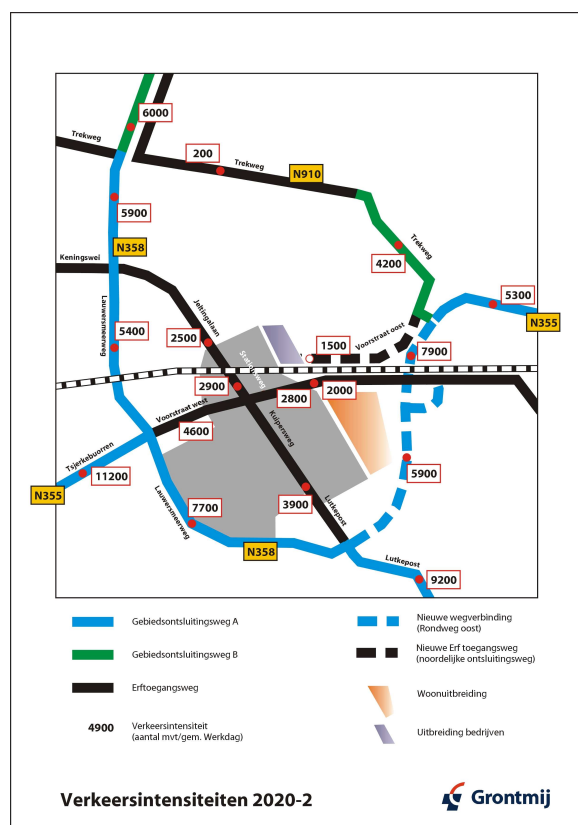 6000
Trekweg
200
Trekweg
N910
5900
Trekweg
N358
4200
Keningswei
Jeltingalaan
Lauwersmeerweg
5300
N355
5400
2500
1500
Voorstraat oost
7900
2900
2800
2000
Voorstraat west
4600
Kuipersweg
Tsjerkebuorren
11200
N355
5900
Lauwersmeerweg
7700
3900
Lutkepost
N358
Lutkepost
9200
Gebiedsontsluitingsweg A
Gebiedsontsluitingsweg B
Erftoegangsweg
4900
Verkeersintensiteit
(aantal mvt/gem. Werkdag)
Nieuwe wegverbinding
(Rondweg oost)
Nieuwe Erf toegangsweg
(noordelijke ontsluitingsweg)
Woonuitbreiding
Uitbreiding bedrijven
Verkeersintensiteiten 2020-2
Grontmij